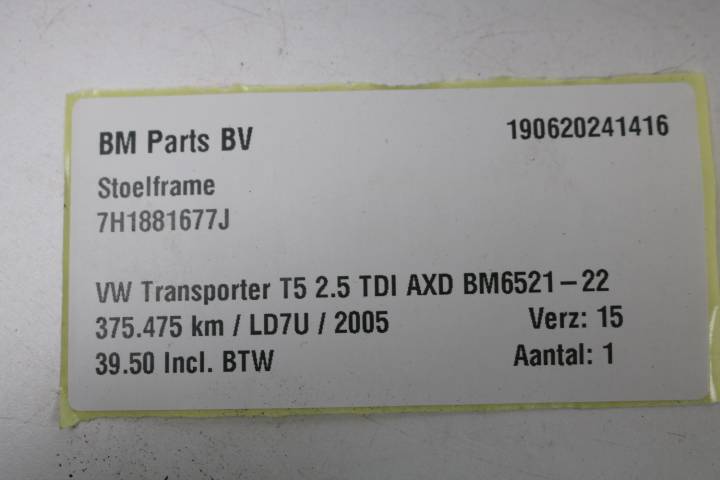 BM Parts BV 190620241416
Stoelframe
7H1881677J
VW Transporter T5 2.5 TDI AXD BM6521-22
375.475 km / LD7U / 2005 Verz: 15
39.50 Incl. BTW Aantal: 1